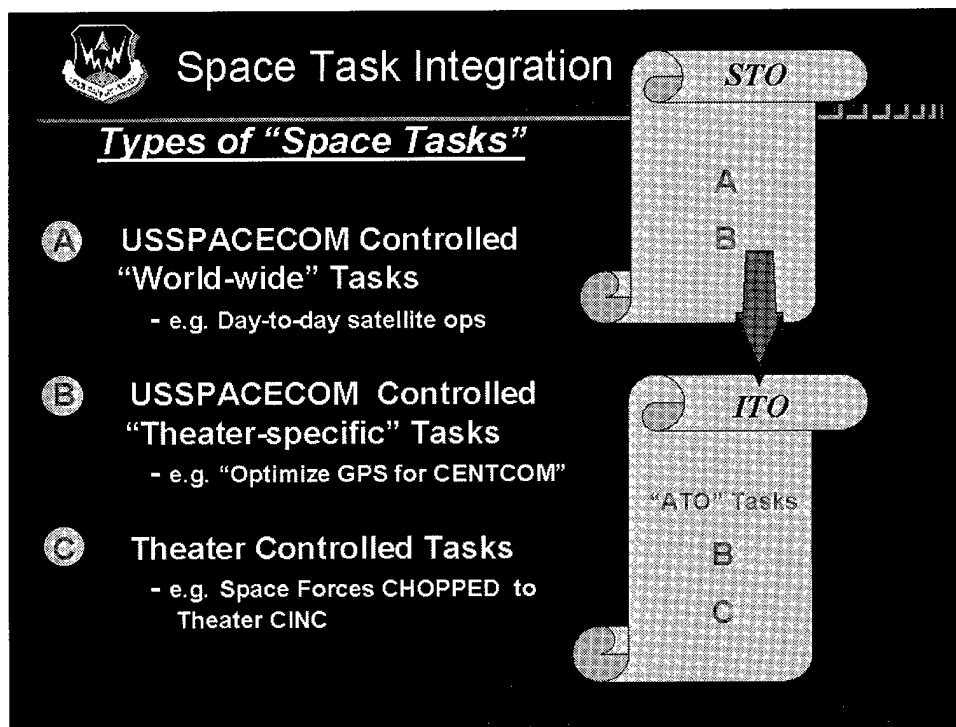 Space Task Integration
Types of “Space Tasks”
A USSPACECOM Controlled
“World-wide” Tasks
- e.g. Day-to-day satellite ops
B USSPACECOM Controlled
“Theater-specific” Tasks
- e.g. “Optimize GPS for CENTCOM”
C Theater Controlled Tasks
- e.g. Space Forces CHOPPED to
Theater CINC
STO
A
B
ITO
“ATO” Tasks
B
C